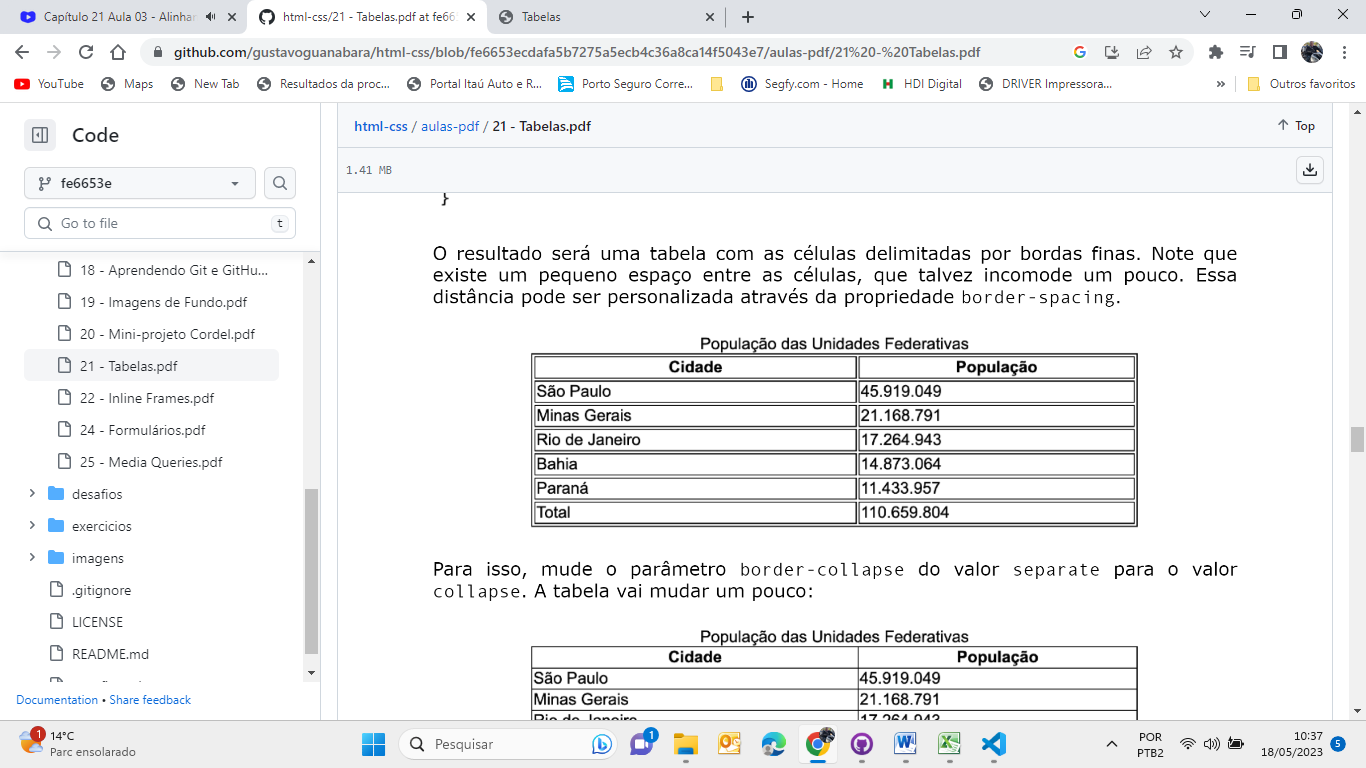 Capítulo 21 Aula 03 - Alinhar
html-css/21 - Tabelas.pdf at fe665
Tabelas
github.com/gustavoguanabara/html-css/blob/fe6653ecdafa5b7275a5ecb4c36a8ca14f5043e7/aulas-pdf/21%20-%20Tabelas.pdf
YouTube
Maps
New Tab
Resultados da proc...
Portal Itaú Auto e R...
Porto Seguro Corre...
Segfy.com - Home
HDI Digital
DRIVER Impressora...
»
Outros favoritos
Code
html-css / aulas-pdf / 21 - Tabelas.pdf
Top
fe6653e
1.41 MB
Go to file
t
18 - Aprendendo Git e GitHu...
19 - Imagens de Fundo.pdf
20 - Mini-projeto Cordel.pdf
21 - Tabelas.pdf
22 - Inline Frames.pdf
24 - Formulários.pdf
25 - Media Queries.pdf
desafios
exercicios
imagens
.gitignore
LICENSE
README.md
Documentation • Share feedback
}
O resultado será uma tabela com as células delimitadas por bordas finas. Note que
existe um pequeno espaço entre as células, que talvez incomode um pouco. Essa
distância pode ser personalizada através da propriedade border-spacing.
População das Unidades Federativas
Cidade População
São Paulo 45.919.049
Minas Gerais 21.168.791
Rio de Janeiro 17.264.943
Bahia 14.873.064
Paraná 11.433.957
Total 110.659.804
Para isso, mude o parâmetro border-collapse do valor separate para o valor
collapse. A tabela vai mudar um pouco:
População das Unidades Federativas
Cidade População
São Paulo 45.919.049
Minas Gerais 21.168.791
Rio de Janeiro 17.264.943
1
14°C
Parc ensolarado
Pesquisar
1
POR
PTB2
10:37
18/05/2023
5